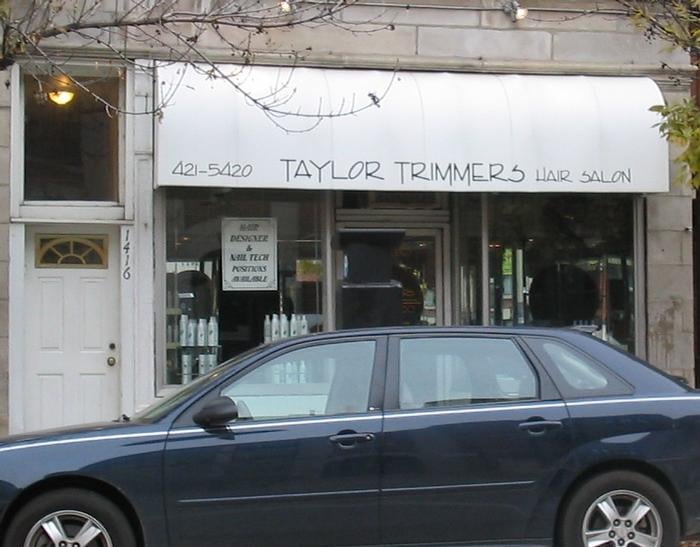 421-5420 TAYLOR TRIMMERS HAIR SALON
HAIR
DESIGNER
&
NAIL TECH
POSITIONS
AVAILABLE
1416